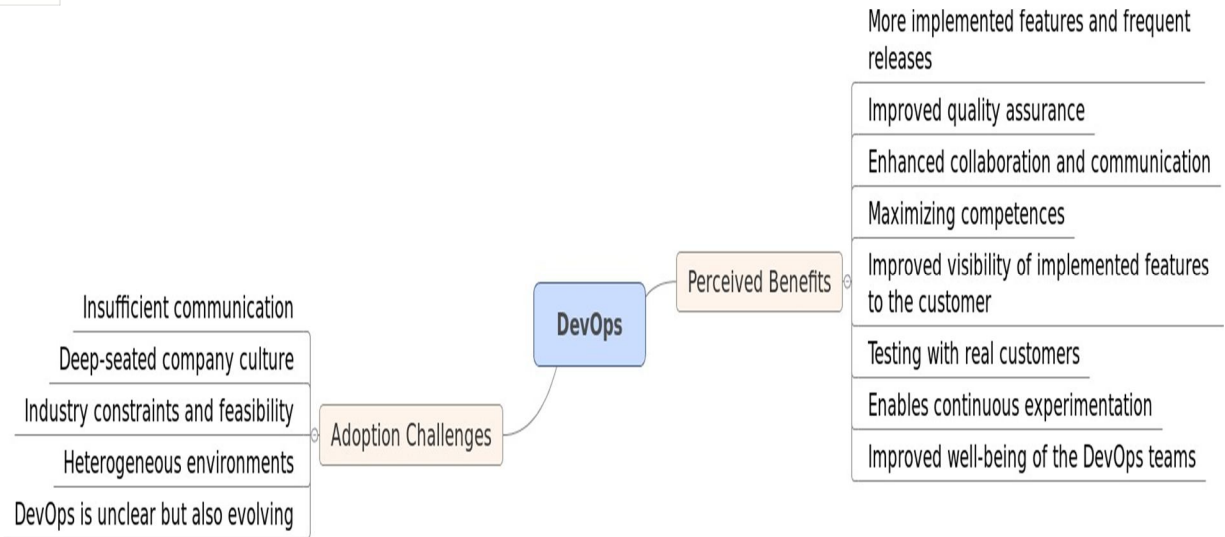 DevOps
Perceived Benefits
More implemented features and frequent
releases
Improved quality assurance
Enhanced collaboration and communication
Maximizing competences
Improved visibility of implemented features
to the customer
Testing with real customers
Enables continuous experimentation
Improved well-being of the DevOps teams
Adoption Challenges
Insufficient communication
Deep-seated company culture
Industry constraints and feasibility
Heterogeneous environments
DevOps is unclear but also evolving